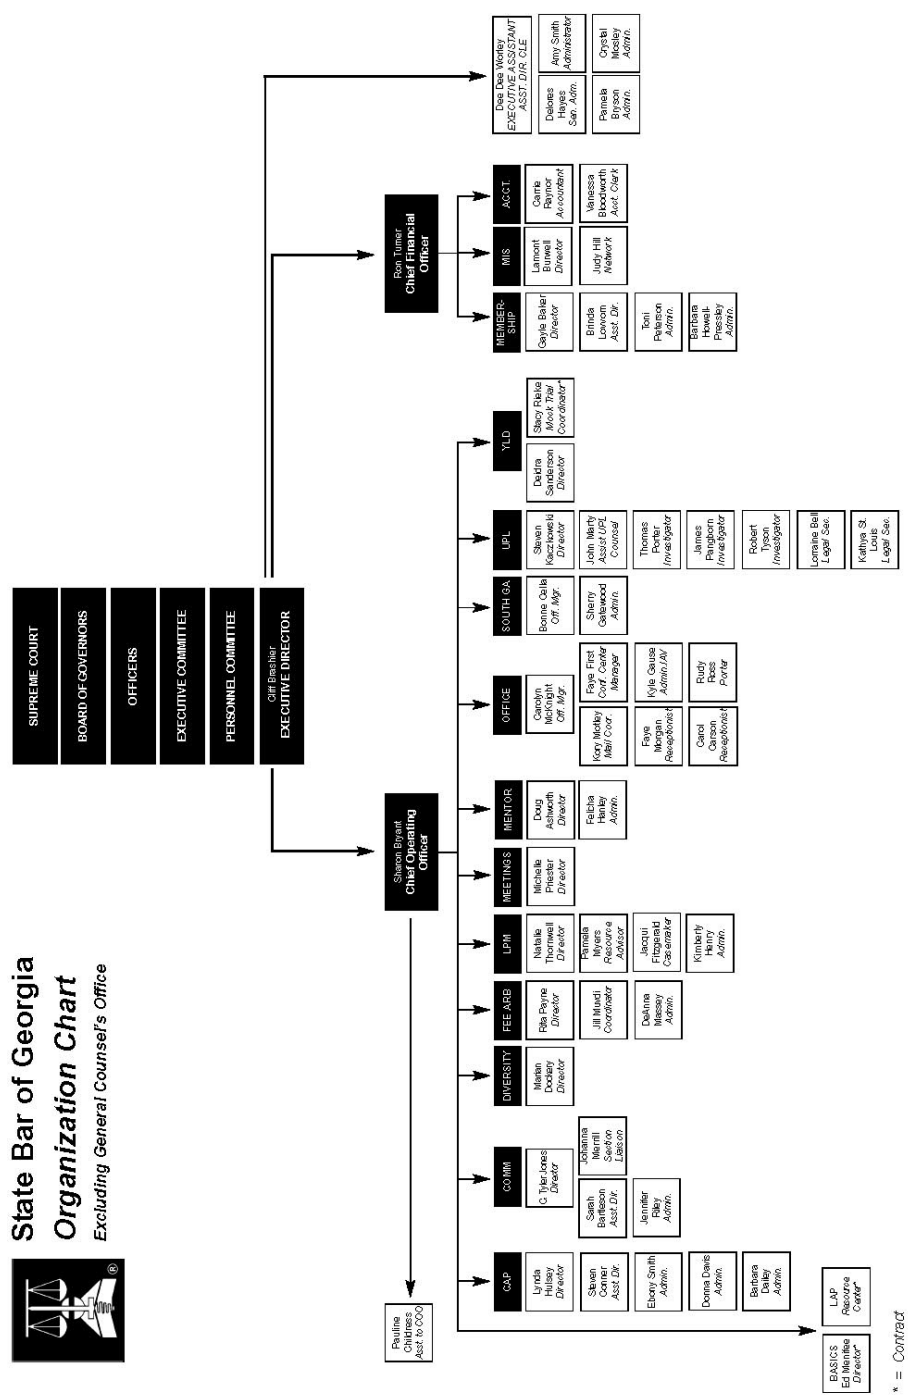 State Bar of Georgia
Organization Chart
Excluding General Counsel's Office
®
SUPREME COURT
BOARD OF GOVERNORS
OFFICERS
EXECUTIVE COMMITTEE
PERSONNEL COMMITTEE
Cliff Brashier
EXECUTIVE DIRECTOR
Pauline
Childress
Asst. to COO
Sharon Bryant
Chief Operating
Officer
Ron Turner
Chief Financial
Officer
Dee Dee Worley
EXECUTIVE ASSISTANT
ASST. DIR. CLE
Delores
Hayes
Sen. Adm.
Amy Smith
Administrator
Pamela
Bryson
Admin.
Crystal
Mosley
Admin.
CAP
Lynda
Hulsey
Director
Steven
Conner
Asst. Dir.
Ebony Smith
Admin.
Donna Davis
Admin.
Barbara
Dailey
Admin.
COMM
C. Tyler Jones
Director
Sarah
Bartleson
Asst. Dir.
Johanna
Merrill
Section
Liaison
Jennifer
Riley
Admin.
DIVERSITY
Marian
Dockery
Director
FEE ARB
Rita Payne
Director
Jill Muvdi
Coordinator
DeAnna
Massey
Admin.
LPM
Natalie
Thornwell
Director
Pamela
Myers
Resource
Advisor
Jacqui
Fitzgerald
Casemaker
Kimberly
Henry
Admin.
MEETINGS
Michelle
Priester
Director
MENTOR
Doug
Ashworth
Director
Felicha
Hanley
Admin.
OFFICE
Carolyn
McKnight
Off. Mgr.
Kory Motley
Mail Coor.
Faye First
Conf. Center
Manager
Faye
Morgan
Receptionist
Kyle Gause
Admin./AV
Carol
Carson
Receptionist
Rudy
Ross
Porter
SOUTH GA
Bonne Cella
Off. Mgr.
Sherry
Gatewood
Admin.
UPL
Steven
Kaczkowski
Director
John Marty
Assist UPL
Counsel
Thomas
Porter
Investigator
James
Pangborn
Investigator
Robert
Tyson
Investigator
Lorraine Bell
Legal Sec.
Kathya St.
Louis
Legal Sec.
YLD
Deidra
Sanderson
Director
Stacy Rieke
Mock Trial
Coordinator*
MEMBER-
SHIP
Gayle Baker
Director
Brinda
Lovvorn
Asst. Dir.
Toni
Peterson
Admin.
Barbara
Howell-
Pressley
Admin.
MIS
Lamont
Burwell
Director
Judy Hill
Network
ACCT.
Carrie
Raynor
Accountant
Vanessa
Bloodworth
Acct. Clerk
BASICS
Ed Menifee
Director*
LAP
Resource
Center*
* = Contract